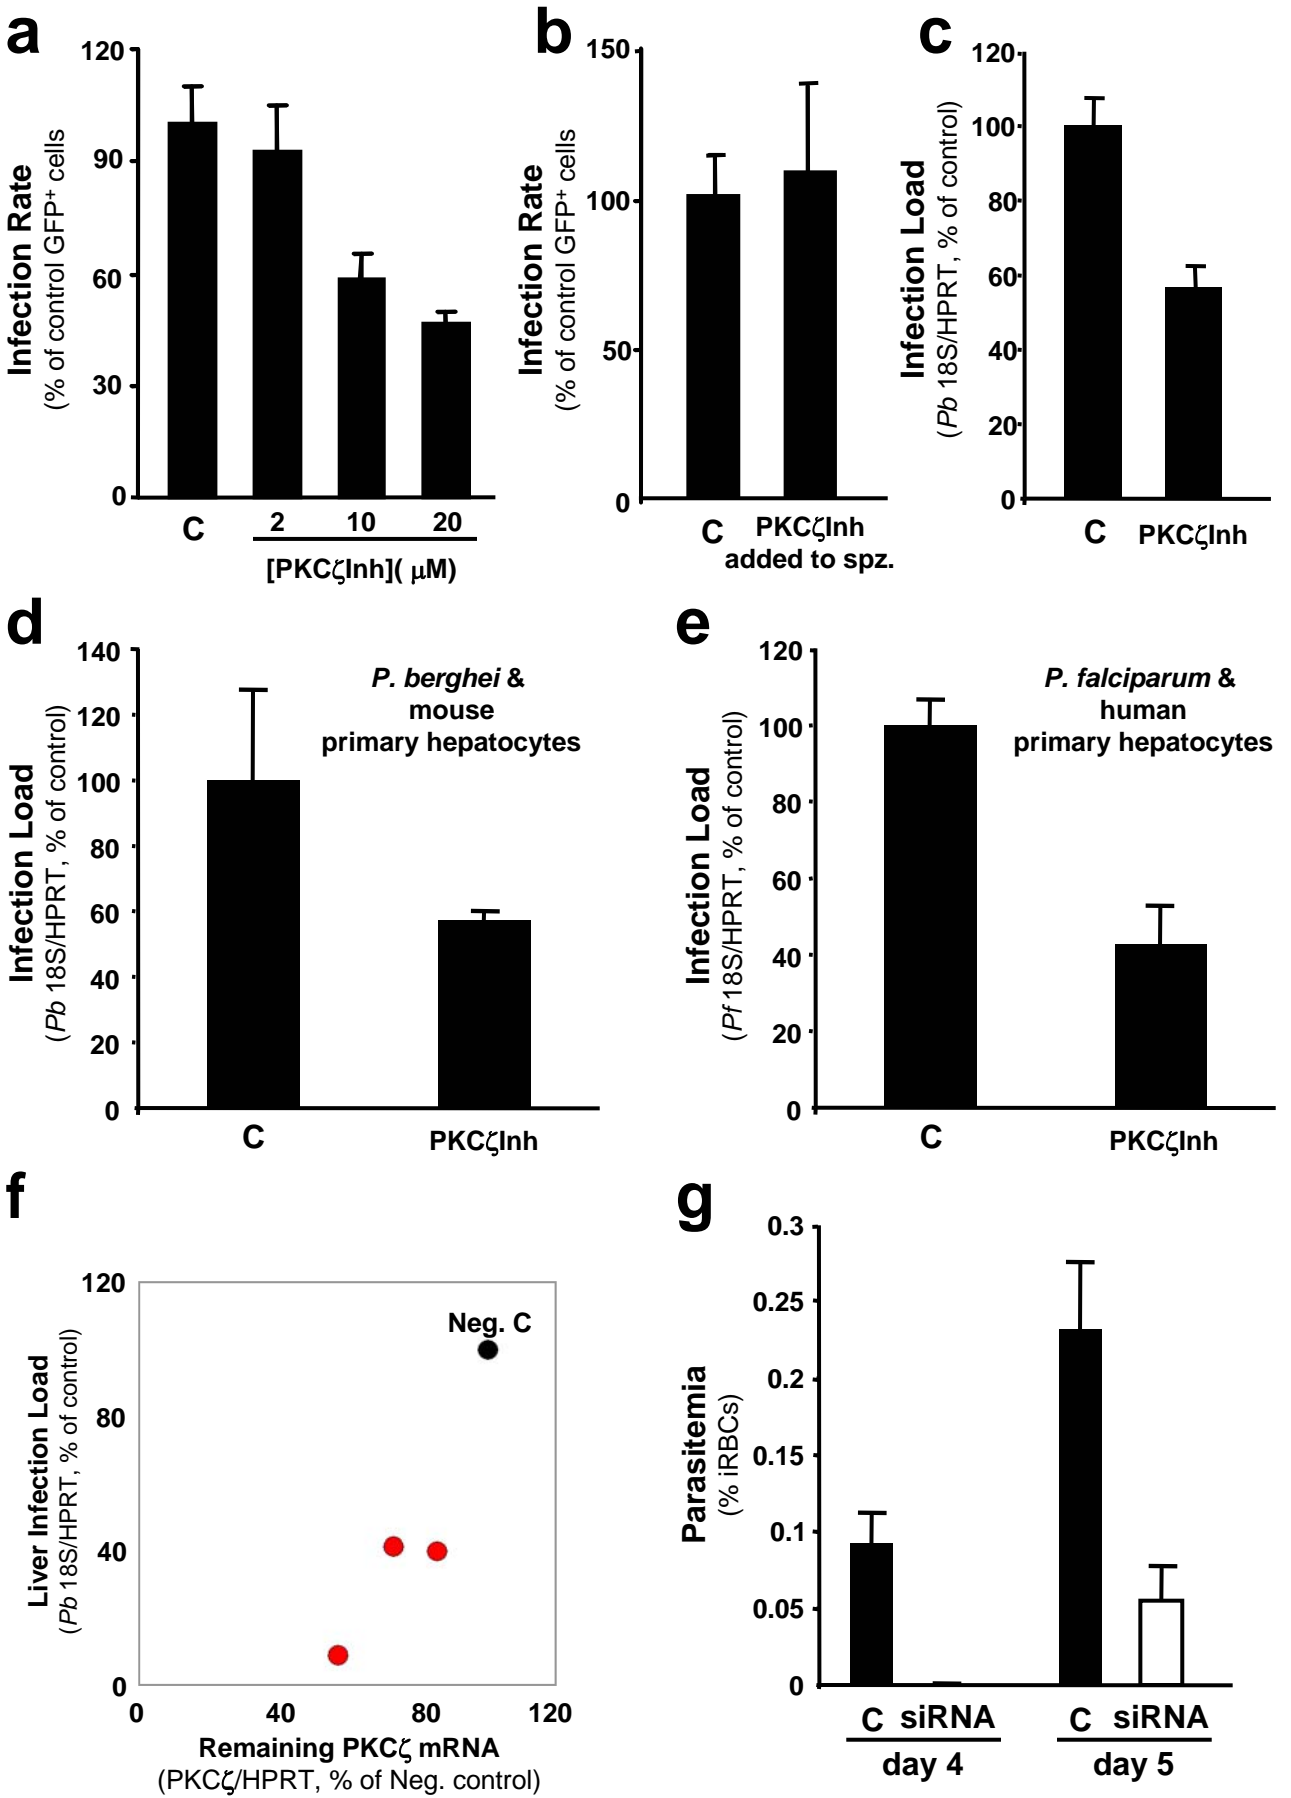 a
120
90
60
30
0
Infection Rate
(% of control GFP⁺ cells
C
2
10
20
[PKCζInh]( μM)
b
150
100
50
0
Infection Rate
(% of control GFP⁺ cells
C
PKCζInh
added to spz.
c
120
100
80
60
40
20
0
Infection Load
(Pb 18S/HPRT, % of control)
C
PKCζInh
d
140
120
100
80
60
40
20
0
Infection Load
(Pb 18S/HPRT, % of control)
P. berghei &
mouse
primary hepatocytes
C
PKCζInh
e
120
100
80
60
40
20
0
Infection Load
(Pf 18S/HPRT, % of control)
P. falciparum &
human
primary hepatocytes
C
PKCζInh
f
120
80
40
0
Liver Infection Load
(Pb 18S/HPRT, % of control)
Neg. C
0
40
80
120
Remaining PKCζ mRNA
(PKCζ/HPRT, % of Neg. control)
g
0.3
0.25
0.2
0.15
0.1
0.05
0
Parasitemia
(% iRBCs)
C siRNA
day 4
C siRNA
day 5